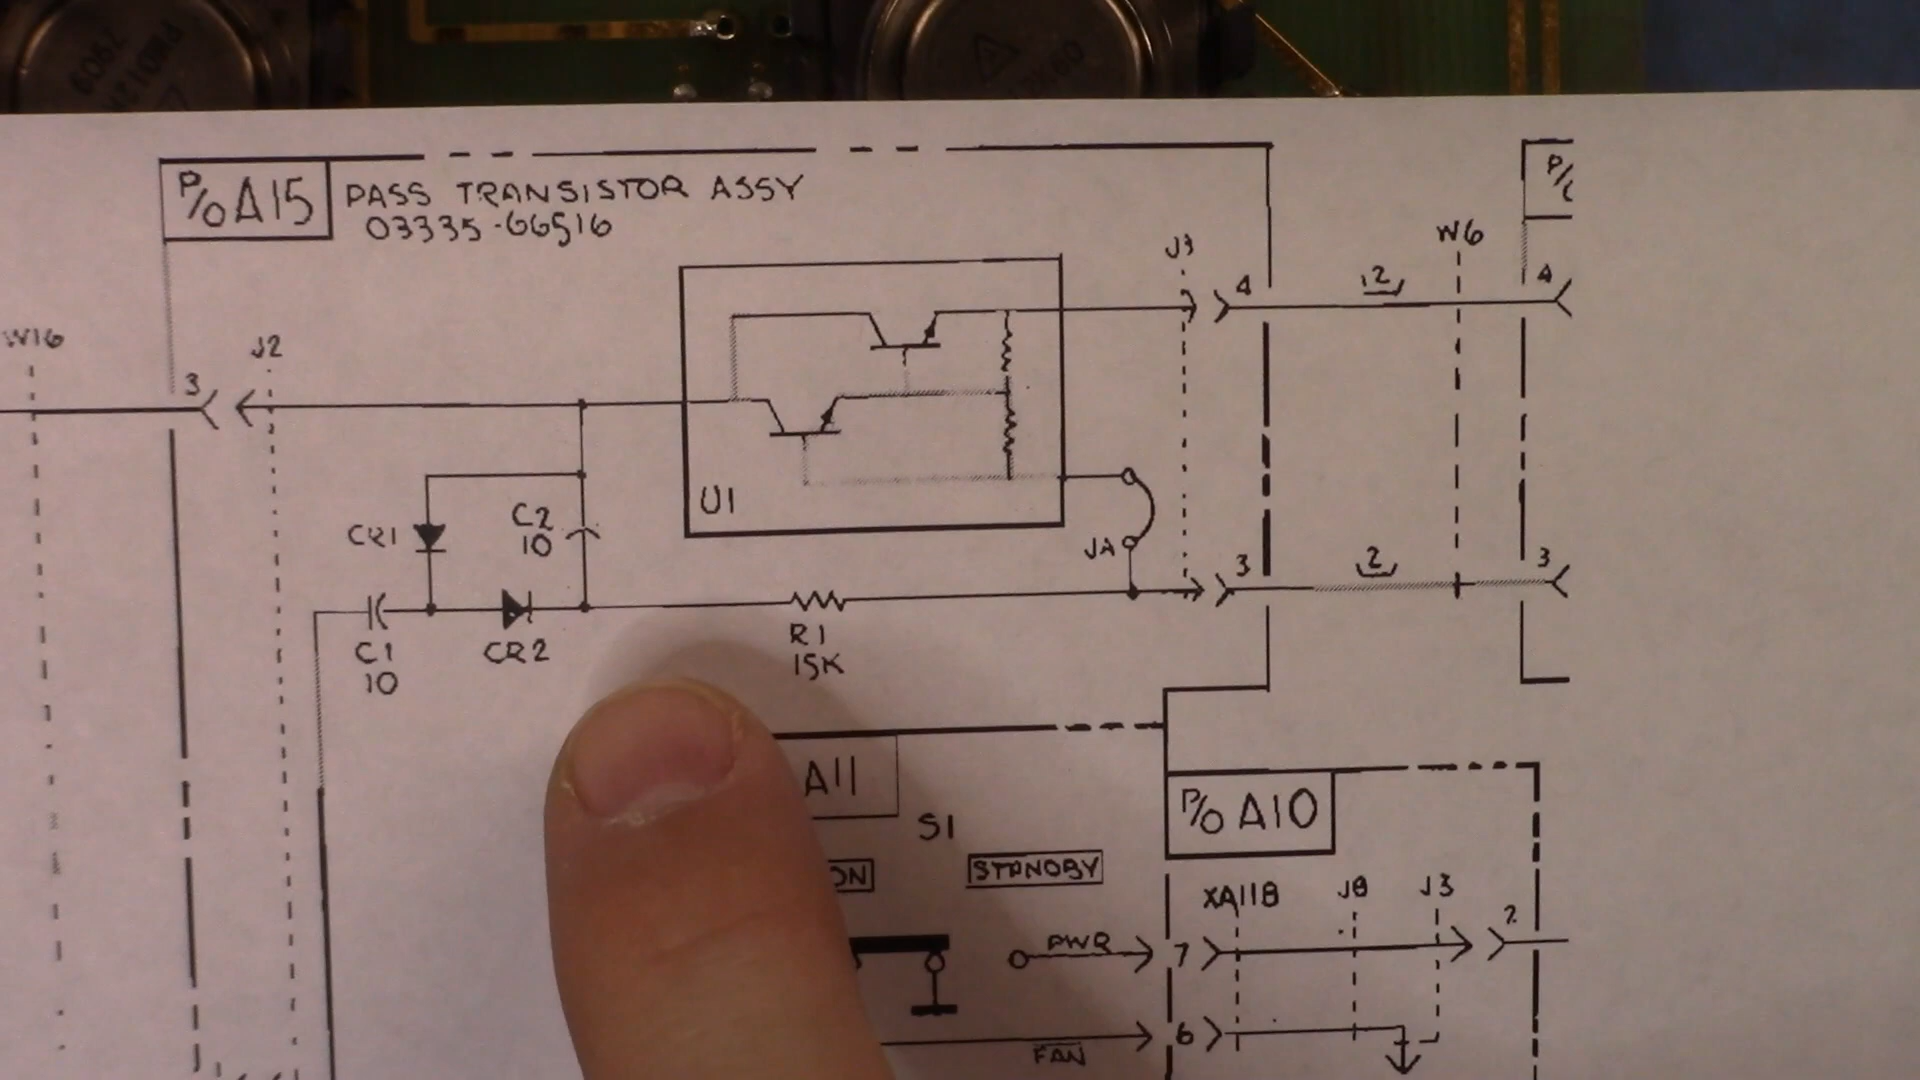 7909
P/O A15
PASS TRANSISTOR ASSY
03335-66516
W16
3
J2
J3
4
12
W6
4
U1
CR1
C2
10
JA
3
2
3
C1
10
CR2
R1
15K
A11
S1
ON
STANDBY
P/O A10
XA11B
J8
J3
2
PWR
7
FAN
6